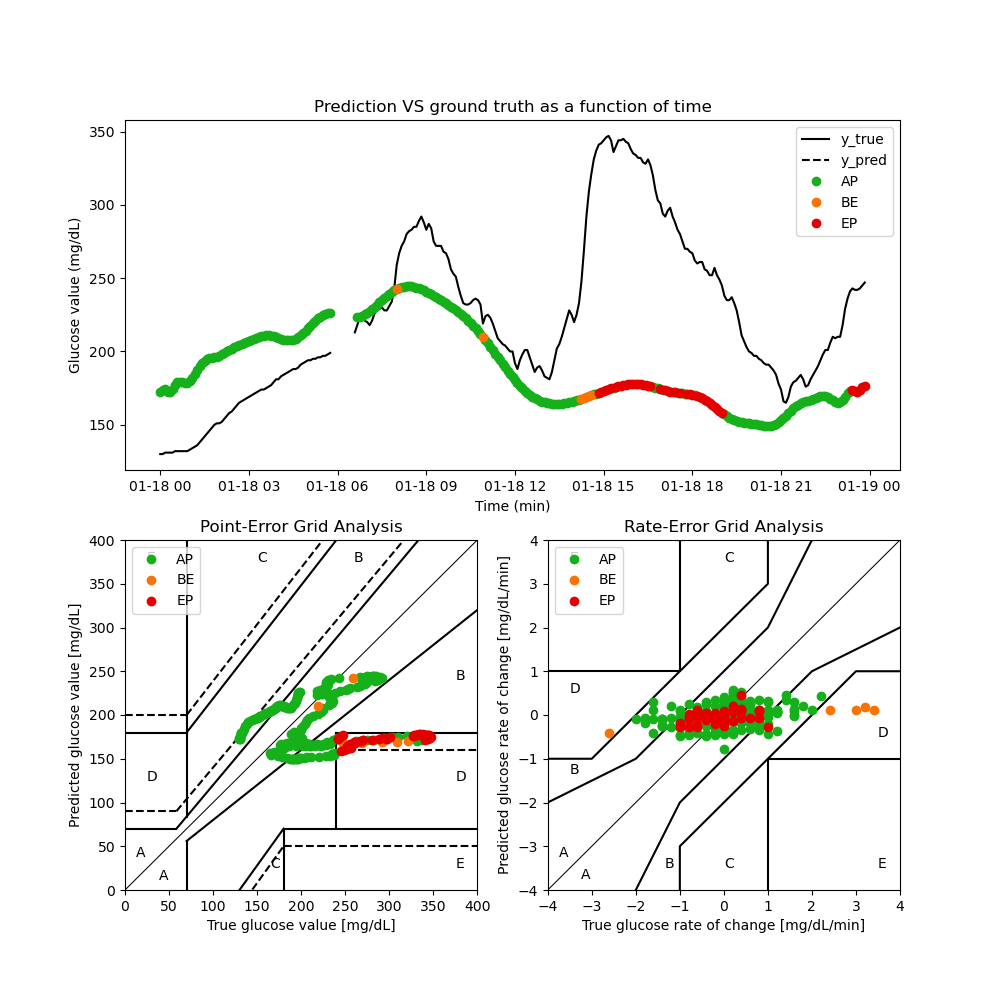 Prediction VS ground truth as a function of time
Glucose value (mg/dL)
350
300
250
200
150
y_true
y_pred
AP
BE
EP
01-18 00 01-18 03 01-18 06 01-18 09 01-18 12 01-18 15 01-18 18 01-18 21 01-19 00
Time (min)
Point-Error Grid Analysis
Predicted glucose value [mg/dL]
400
350
300
250
200
150
100
50
0
AP
BE
EP
C
B
B
D
D
A
A
C
E
0 50 100 150 200 250 300 350 400
True glucose value [mg/dL]
Rate-Error Grid Analysis
Predicted glucose rate of change [mg/dL/min]
4
3
2
1
0
−1
−2
−3
−4
AP
BE
EP
C
D
D
B
A
A
B
C
E
−4 −3 −2 −1 0 1 2 3 4
True glucose rate of change [mg/dL/min]